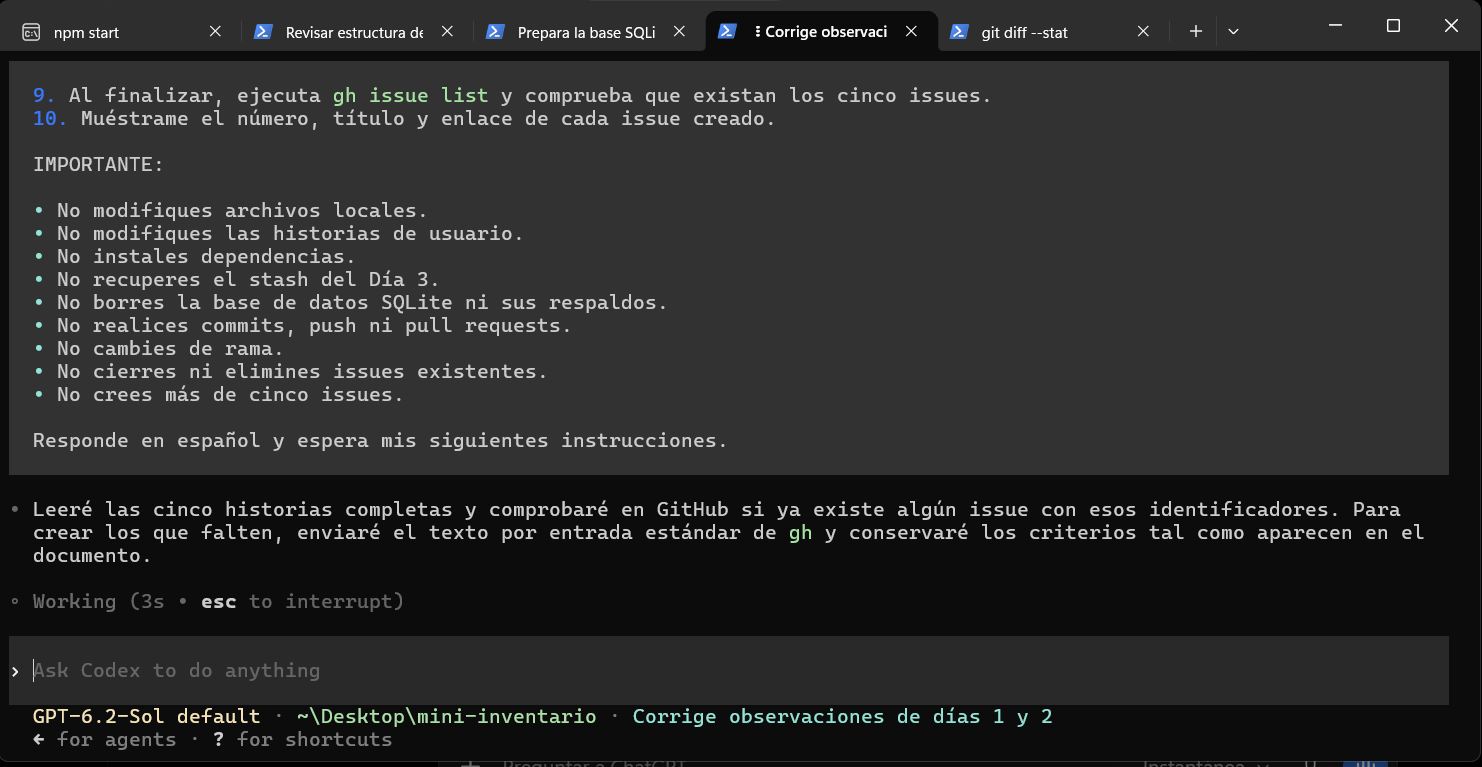 npm start
Revisar estructura de
Prepara la base SQLi
Corrige observaci
git diff --stat
9. Al finalizar, ejecuta gh issue list y comprueba que existan los cinco issues.
10. Muéstrame el número, título y enlace de cada issue creado.
IMPORTANTE:
• No modifiques archivos locales.
• No modifiques las historias de usuario.
• No instales dependencias.
• No recuperes el stash del Día 3.
• No borres la base de datos SQLite ni sus respaldos.
• No realices commits, push ni pull requests.
• No cambies de rama.
• No cierres ni elimines issues existentes.
• No crees más de cinco issues.
Responde en español y espera mis siguientes instrucciones.
• Leeré las cinco historias completas y comprobaré en GitHub si ya existe algún issue con esos identificadores. Para
crear los que falten, enviaré el texto por entrada estándar de gh y conservaré los criterios tal como aparecen en el
documento.
◦ Working (3s • esc to interrupt)
› Ask Codex to do anything
GPT-6.2-Sol default · ~\Desktop\mini-inventario · Corrige observaciones de días 1 y 2
← for agents · ? for shortcuts